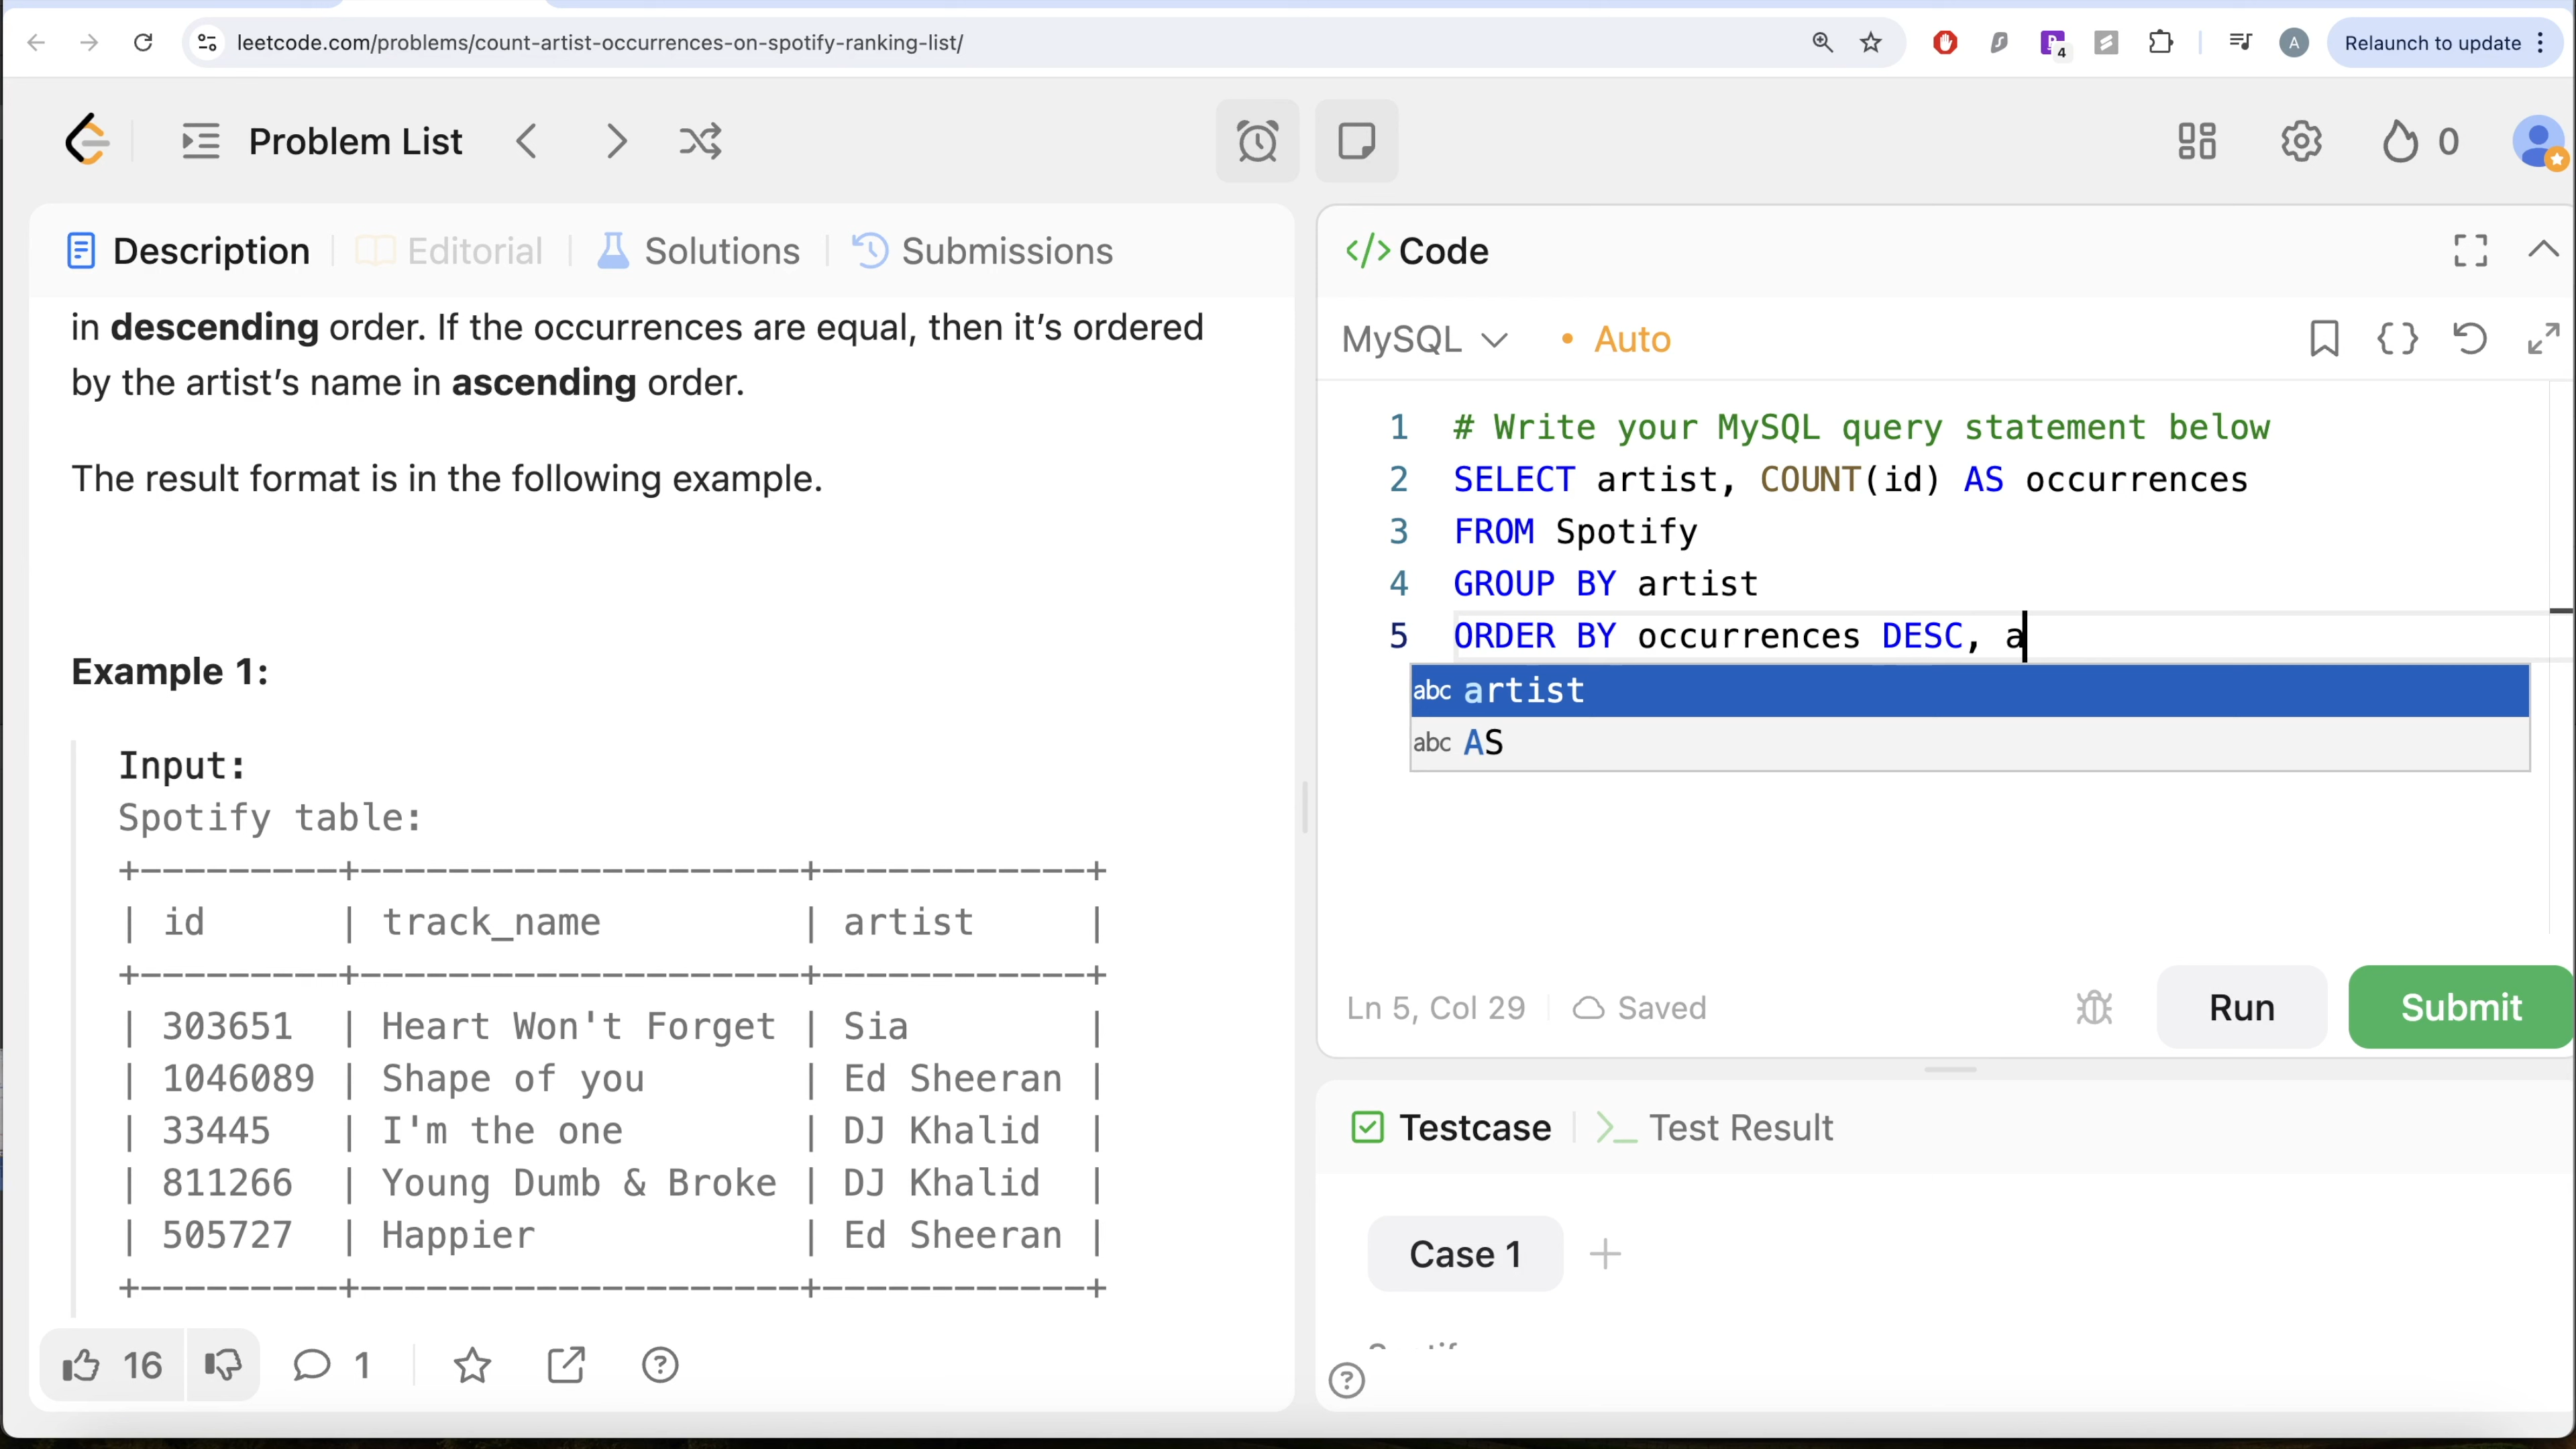 leetcode.com/problems/count-artist-occurrences-on-spotify-ranking-list/
4
A
Relaunch to update
Problem List
0
Description
Editorial
Solutions
Submissions
in descending order. If the occurrences are equal, then it’s ordered
by the artist’s name in ascending order.
The result format is in the following example.
Example 1:
Input:
Spotify table:
+---------+--------------------+------------+
| id      | track_name         | artist     |
+---------+--------------------+------------+
| 303651  | Heart Won't Forget | Sia        |
| 1046089 | Shape of you       | Ed Sheeran |
| 33445   | I'm the one        | DJ Khalid  |
| 811266  | Young Dumb & Broke | DJ Khalid  |
| 505727  | Happier            | Ed Sheeran |
+---------+--------------------+------------+
16
1
</> Code
MySQL
Auto
1 # Write your MySQL query statement below
2 SELECT artist, COUNT(id) AS occurrences
3 FROM Spotify
4 GROUP BY artist
5 ORDER BY occurrences DESC, a
abc artist
abc AS
Ln 5, Col 29
Saved
Run
Submit
Testcase
Test Result
Case 1